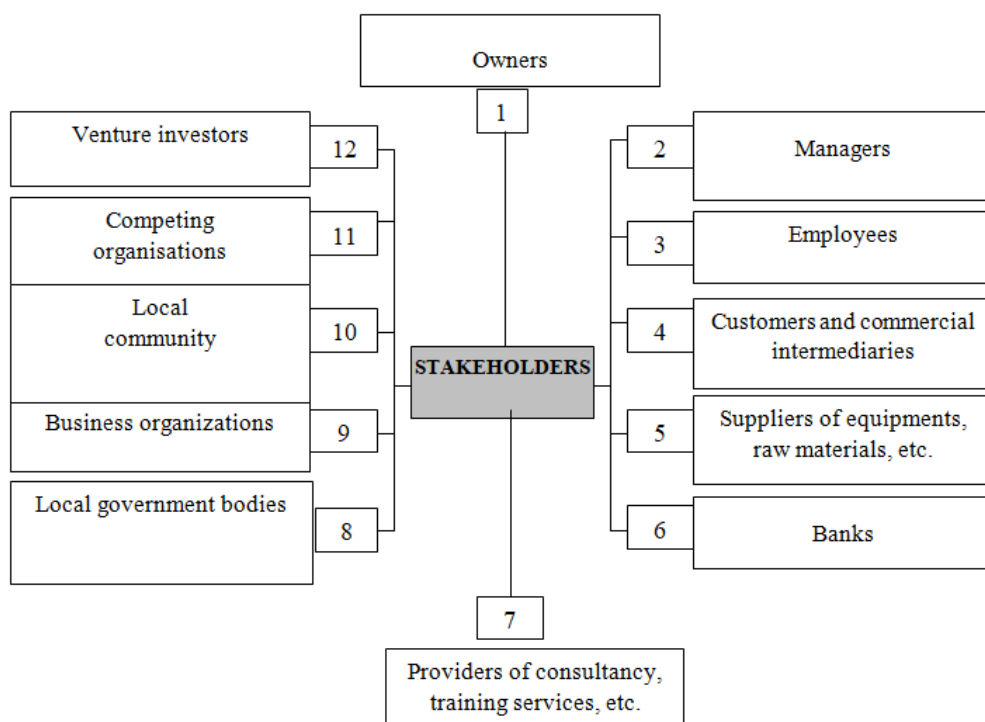 Owners
1
Venture investors
12
2
Managers
Competing
organisations
11
3
Employees
Local
community
10
4
Customers and commercial
intermediaries
STAKEHOLDERS
Business organizations
9
5
Suppliers of equipments,
raw materials, etc.
Local government bodies
8
6
Banks
7
Providers of consultancy,
training services, etc.